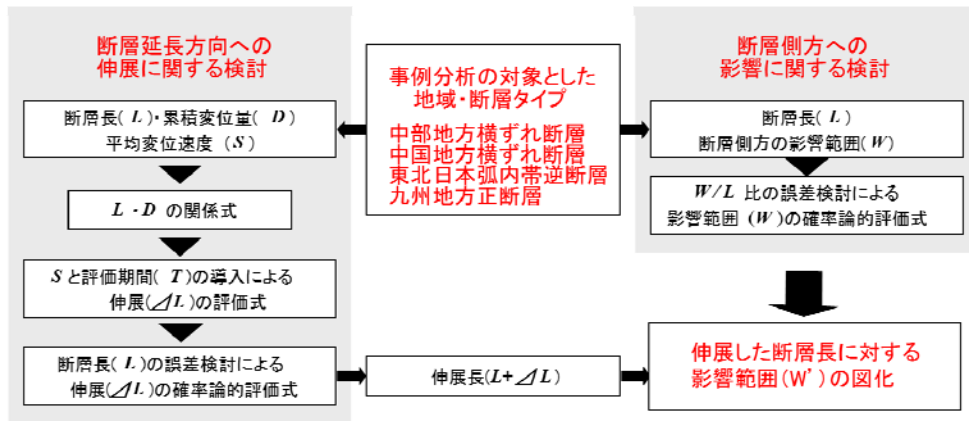 断層延長方向への
伸展に関する検討
断層長(L)・累積変位量(D)
平均変位速度(S)
L・Dの関係式
Sと評価期間(T)の導入による
伸展(⊿L)の評価式
断層長(L)の誤差検討による
伸展(⊿L)の確率論的評価式
事例分析の対象とした
地域・断層タイプ
中部地方横ずれ断層
中国地方横ずれ断層
東北日本弧内帯逆断層
九州地方正断層
伸展長(L+⊿L)
断層側方への
影響に関する検討
断層長(L)
断層側方の影響範囲(W)
W/L 比の誤差検討による
影響範囲(W)の確率論的評価式
伸展した断層長に対する
影響範囲(W')の図化